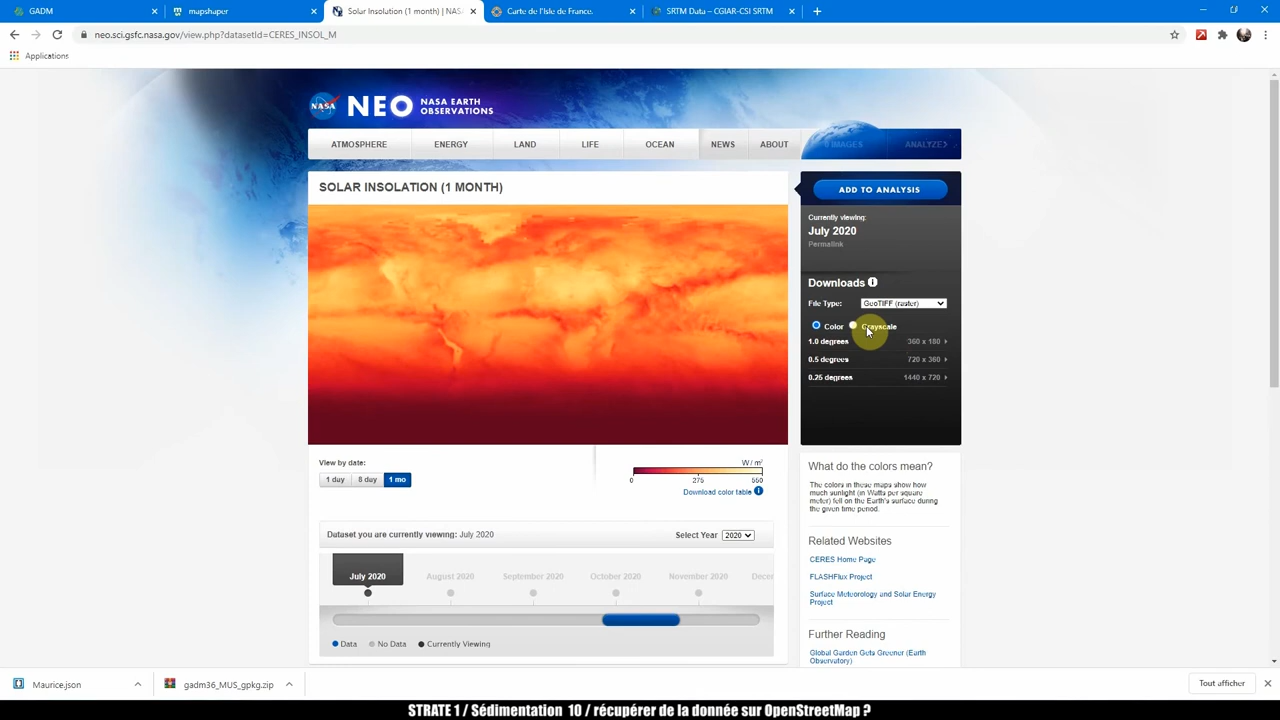 GADM
mapshaper
Solar Insolation (1 month) | NAS
Carte de l'Isle de France.
SRTM Data – CGIAR-CSI SRTM
neo.sci.gsfc.nasa.gov/view.php?datasetId=CERES_INSOL_M
Applications
NASA
NEO
NASA EARTH
OBSERVATIONS
ATMOSPHERE
ENERGY
LAND
LIFE
OCEAN
NEWS
ABOUT
0 IMAGES
ANALYZE
SOLAR INSOLATION (1 MONTH)
ADD TO ANALYSIS
Currently viewing:
July 2020
Permalink
Downloads
File Type: GeoTIFF (raster)
Color Grayscale
1.0 degrees 360 x 180
0.5 degrees 720 x 360
0.25 degrees 1440 x 720
View by date:
1 day 8 day 1 mo
W / m²
0 275 550
Download color table
Dataset you are currently viewing: July 2020
Select Year 2020
July 2020 August 2020 September 2020 October 2020 November 2020 Decem
Data No Data Currently Viewing
What do the colors mean?
The colors in these maps show how
much sunlight (in Watts per square
meter) fell on the Earth's surface during
the given time period.
Related Websites
CERES Home Page
FLASHFlux Project
Surface Meteorology and Solar Energy
Project
Further Reading
Global Garden Gets Greener (Earth
Observatory)
Maurice.json
gadm36_MUS_gpkg.zip
Tout afficher
STRATE 1 / Sédimentation 10 / récupérer de la donnée sur OpenStreetMap ?